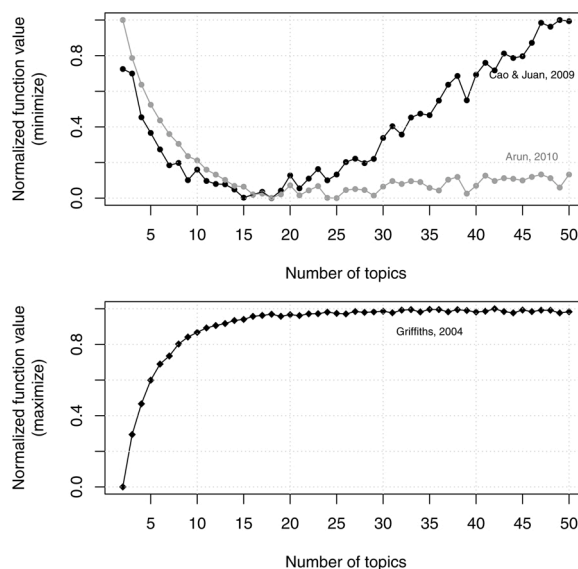 Normalized function value
(minimize)
0.8
0.4
0.0
Cao & Juan, 2009
Arun, 2010
5 10 15 20 25 30 35 40 45 50
Number of topics
Normalized function value
(maximize)
0.8
0.4
0.0
Griffiths, 2004
5 10 15 20 25 30 35 40 45 50
Number of topics